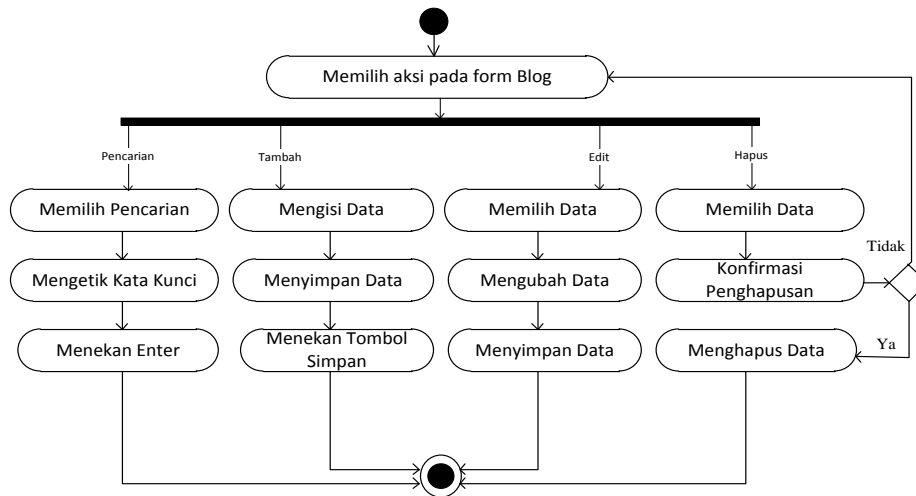 Memilih aksi pada form Blog
Pencarian
Tambah
Edit
Hapus
Memilih Pencarian
Mengisi Data
Memilih Data
Memilih Data
Tidak
Mengetik Kata Kunci
Menyimpan Data
Mengubah Data
Konfirmasi
Penghapusan
Menekan Enter
Menekan Tombol
Simpan
Menyimpan Data
Menghapus Data
Ya